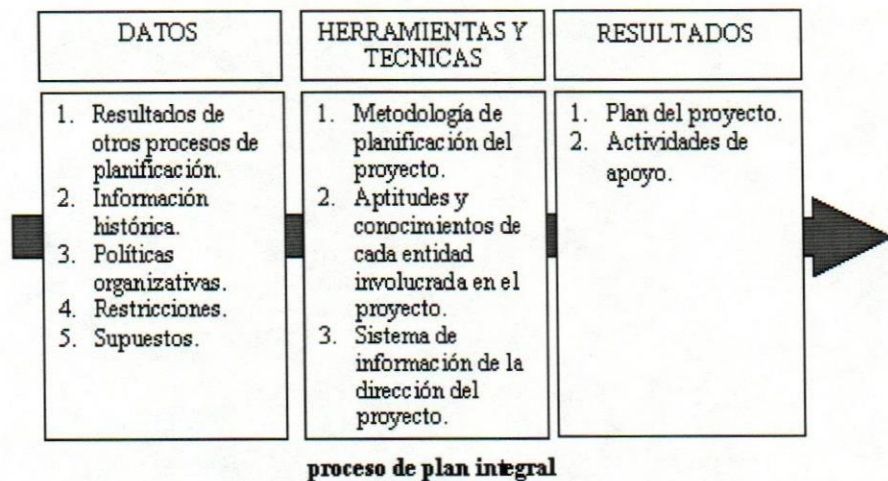 DATOS
HERRAMIENTAS Y
TECNICAS
RESULTADOS
1. Resultados de
otros procesos de
planificación.
2. Información
histórica.
3. Políticas
organizativas.
4. Restricciones.
5. Supuestos.
1. Metodología de
planificación del
proyecto.
2. Aptitudes y
conocimientos de
cada entidad
involucrada en el
proyecto.
3. Sistema de
información de la
dirección del
proyecto.
1. Plan del proyecto.
2. Actividades de
apoyo.
proceso de plan integral